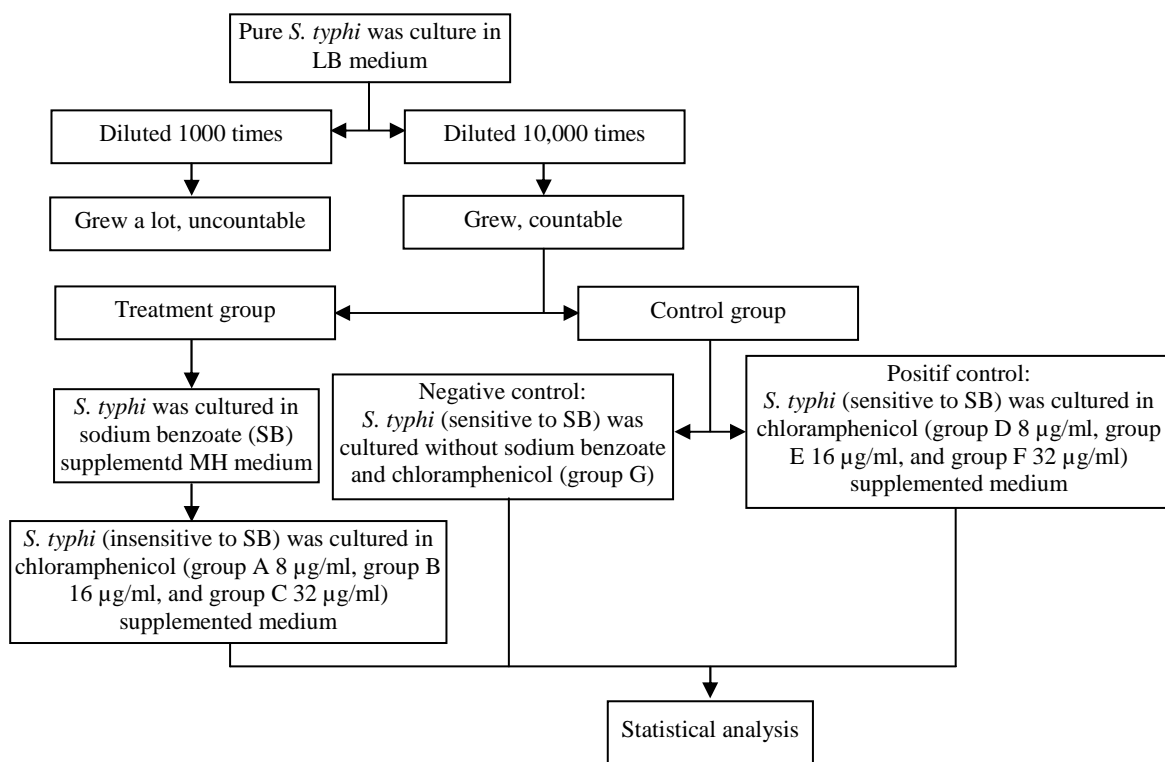 Pure S. typhi was culture in
LB medium
Diluted 1000 times
Diluted 10,000 times
Grew a lot, uncountable
Grew, countable
Treatment group
Control group
S. typhi was cultured in
sodium benzoate (SB)
supplementd MH medium
Negative control:
S. typhi (sensitive to SB) was
cultured without sodium benzoate
and chloramphenicol (group G)
Positif control:
S. typhi (sensitive to SB) was cultured in
chloramphenicol (group D 8 µg/ml, group
E 16 µg/ml, and group F 32 µg/ml)
supplemented medium
S. typhi (insensitive to SB) was cultured in
chloramphenicol (group A 8 µg/ml, group B
16 µg/ml, and group C 32 µg/ml)
supplemented medium
Statistical analysis